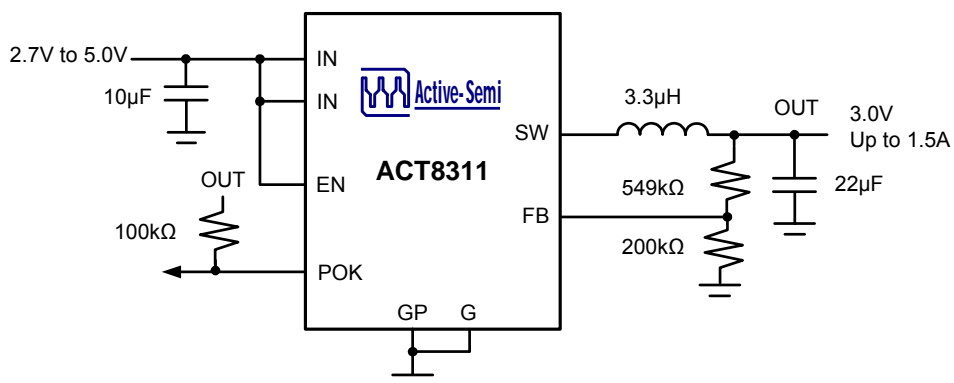 2.7V to 5.0V
10µF
OUT
100kΩ
IN
IN
EN
POK
Active-Semi
ACT8311
SW
FB
GP G
3.3µH
OUT
3.0V
Up to 1.5A
549kΩ
22µF
200kΩ